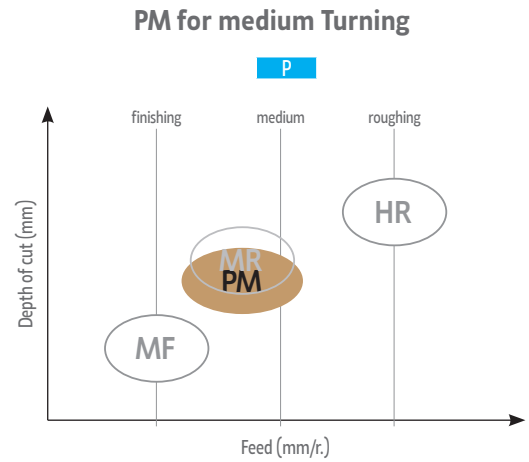 PM for medium Turning
P
finishing medium roughing
HR
MR
PM
MF
Depth of cut (mm)
Feed (mm/r.)